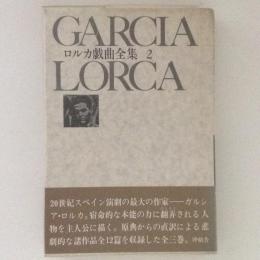 GARCIA
ロルカ戯曲全集 2
LORCA
20世紀スペイン演劇の最大の作家——ガルシ
ア・ロルカ。宿命的な本能の力に翻弄される人
物を主人公に描く。原典からの直訳による悲
劇的な諸作品全12篇を収録した全三巻。沖積舎